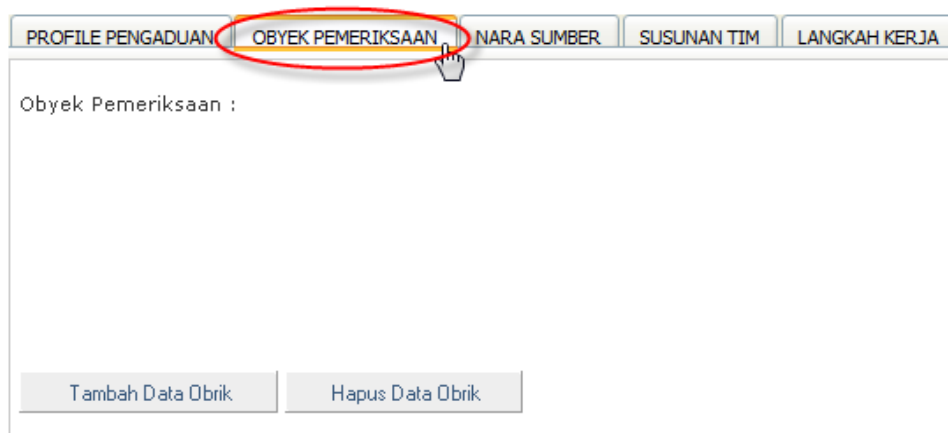 PROFILE PENGADUAN OBYEK PEMERIKSAAN NARA SUMBER SUSUNAN TIM LANGKAH KERJA
Obyek Pemeriksaan :
Tambah Data Obrik Hapus Data Obrik